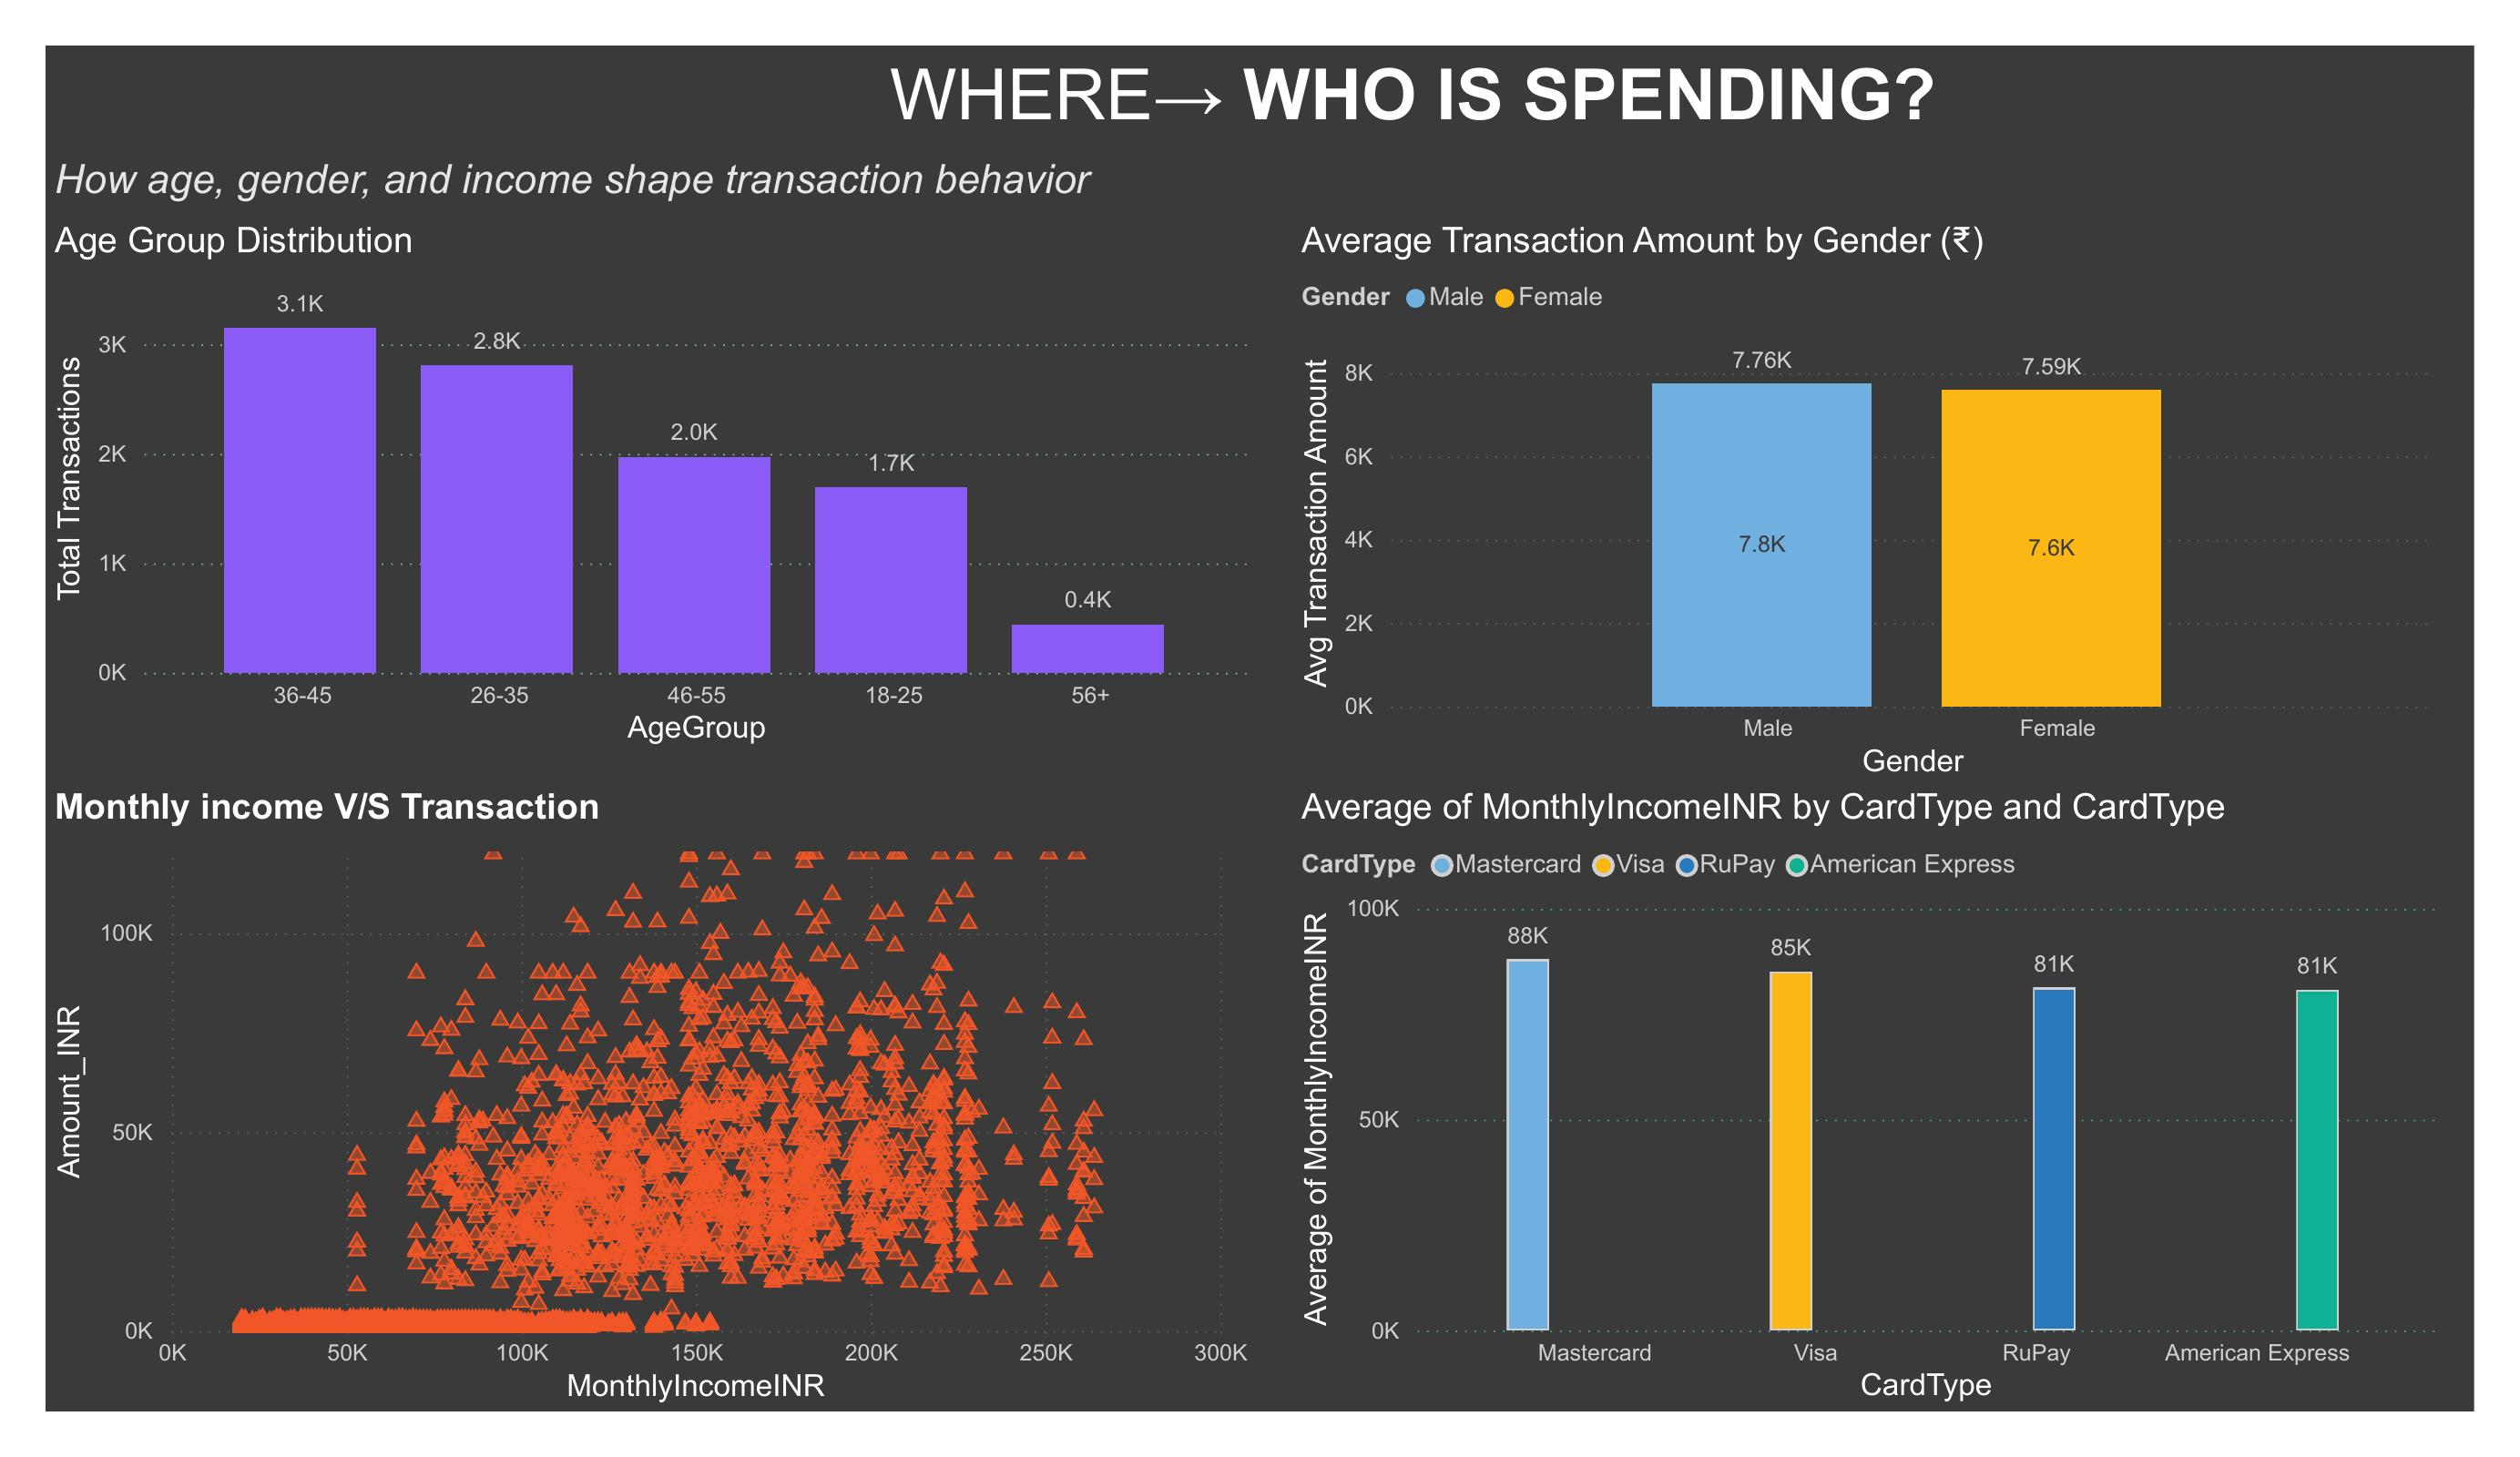 WHERE→ WHO IS SPENDING?
How age, gender, and income shape transaction behavior
Age Group Distribution
Total Transactions
3K
2K
1K
0K
3.1K
2.8K
2.0K
1.7K
0.4K
36-45
26-35
46-55
18-25
56+
AgeGroup
Average Transaction Amount by Gender (₹)
Gender Male Female
Avg Transaction Amount
8K
6K
4K
2K
0K
7.76K
7.59K
7.8K
7.6K
Male
Female
Gender
Monthly income V/S Transaction
Amount_INR
100K
50K
0K
0K
50K
100K
150K
200K
250K
300K
MonthlyIncomeINR
Average of MonthlyIncomeINR by CardType and CardType
CardType Mastercard Visa RuPay American Express
Average of MonthlyIncomeINR
100K
50K
0K
88K
85K
81K
81K
Mastercard
Visa
RuPay
American Express
CardType